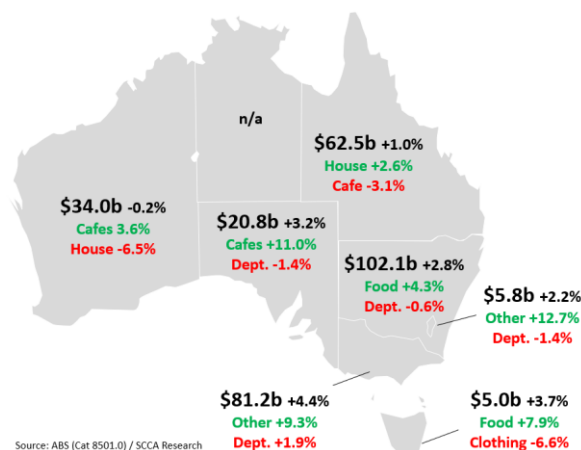 n/a
$62.5b +1.0%
House +2.6%
Cafe -3.1%
$34.0b -0.2%
Cafes 3.6%
House -6.5%
$20.8b +3.2%
Cafes +11.0%
Dept. -1.4%
$102.1b +2.8%
Food +4.3%
Dept. -0.6%
$5.8b +2.2%
Other +12.7%
Dept. -1.4%
$81.2b +4.4%
Other +9.3%
Dept. +1.9%
$5.0b +3.7%
Food +7.9%
Clothing -6.6%
Source: ABS (Cat 8501.0) / SCCA Research